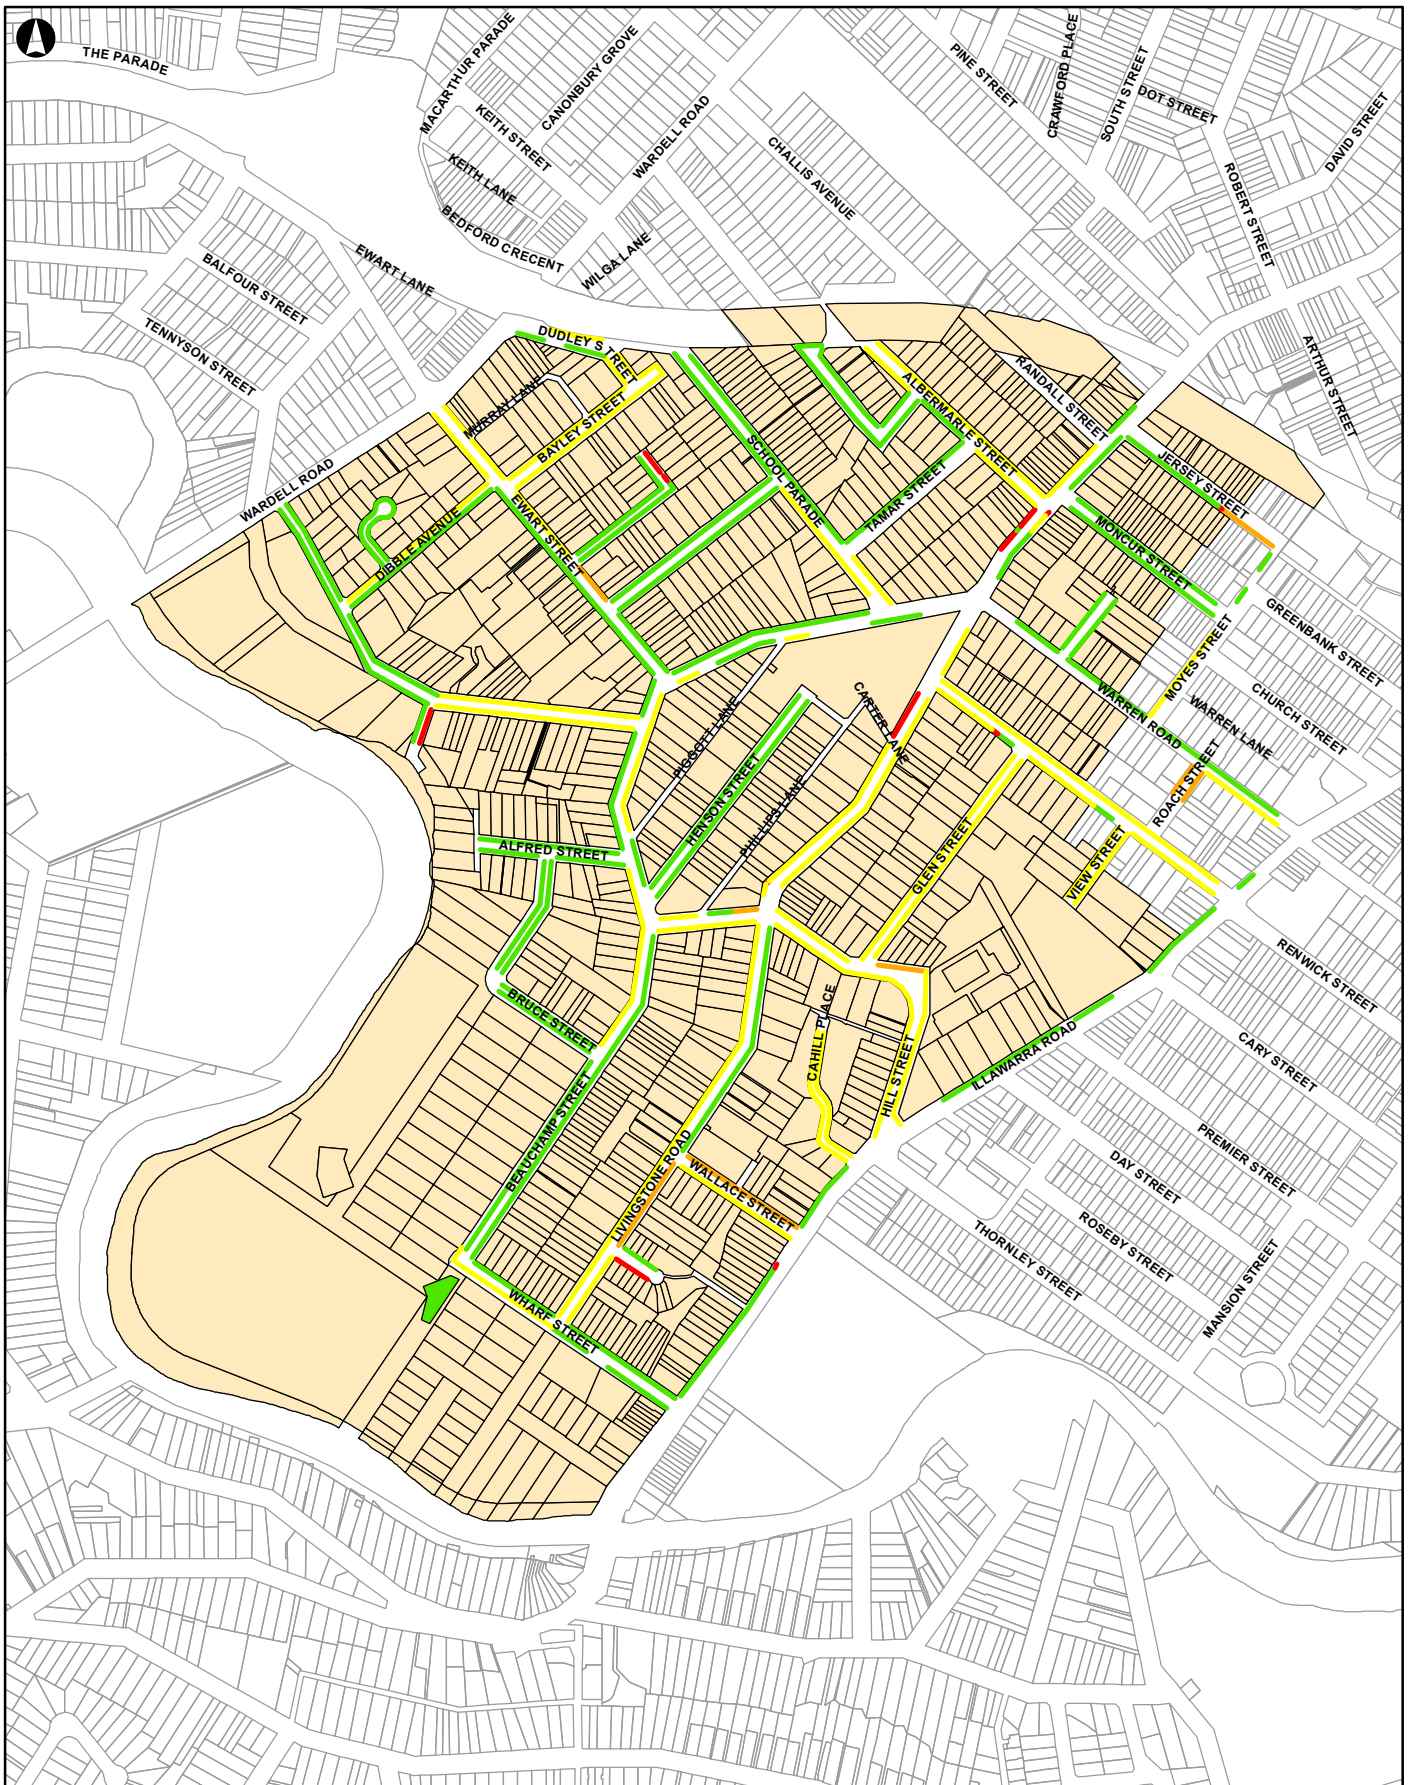 THE PARADE
MACARTHUR PARADE
CANONBURY GROVE
KEITH STREET
WARDELL ROAD
KEITH LANE
BEDFORD CRECENT
WILGA LANE
CHALLIS AVENUE
PINE STREET
CRAWFORD PLACE
SOUTH STREET
DOT STREET
DAVID STREET
ROBERT STREET
EWART LANE
BALFOUR STREET
TENNYSON STREET
DUDLEY S TREET
MURRAY LANE
BAYLEY STREET
ALBERMARLE STREET
RANDALL STREET
ARTHUR STREET
WARDELL ROAD
SCHOOL PARADE
TAMAR STREET
JERSEY STREET
DIBBLE AVENUE
EWART STREET
MONCUR STREET
GREENBANK STREET
MOYES STREET
CHURCH STREET
WARREN ROAD
WARREN LANE
PIGGOTT LANE
CARTER LANE
HENSON STREET
PHILLIPS LANE
ROACH STREET
ALFRED STREET
GLEN STREET
VIEW STREET
RENWICK STREET
BRUCE STREET
CAHILL PLACE
HILL STREET
ILLAWARRA ROAD
CARY STREET
BEAUCHAMP STREET
LIVINGSTONE ROAD
WALLACE STREET
PREMIER STREET
DAY STREET
ROSEBY STREET
THORNLEY STREET
MANSION STREET
WHARF STREET